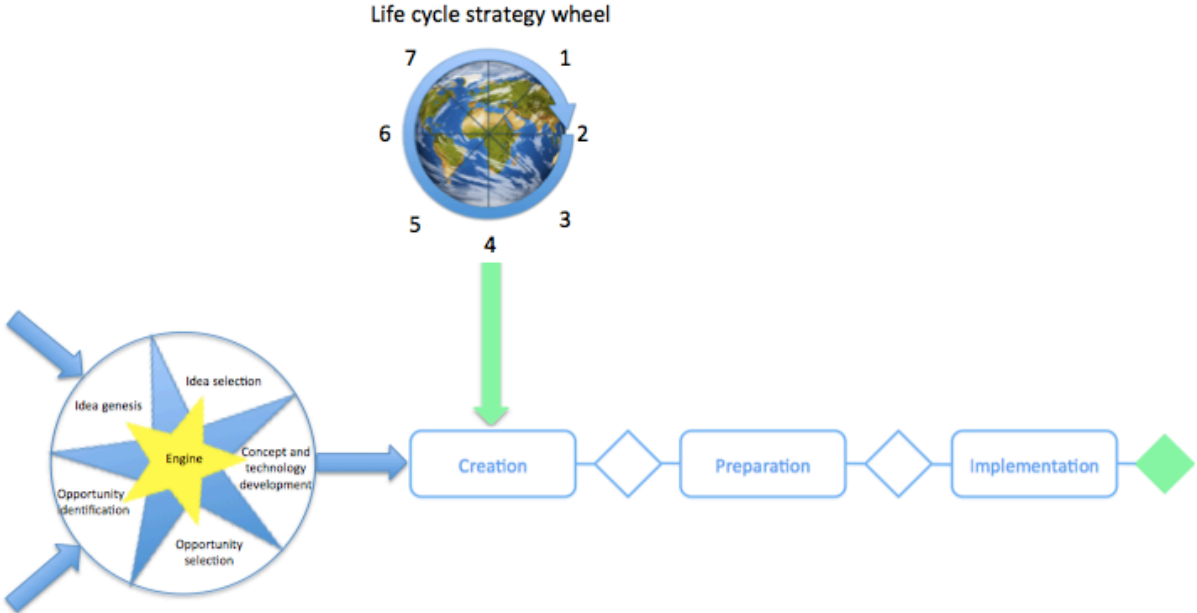 Life cycle strategy wheel
7
1
6
2
5
3
4
Idea selection
Idea genesis
Engine
Concept and
technology
development
Opportunity
identification
Opportunity
selection
Creation
Preparation
Implementation